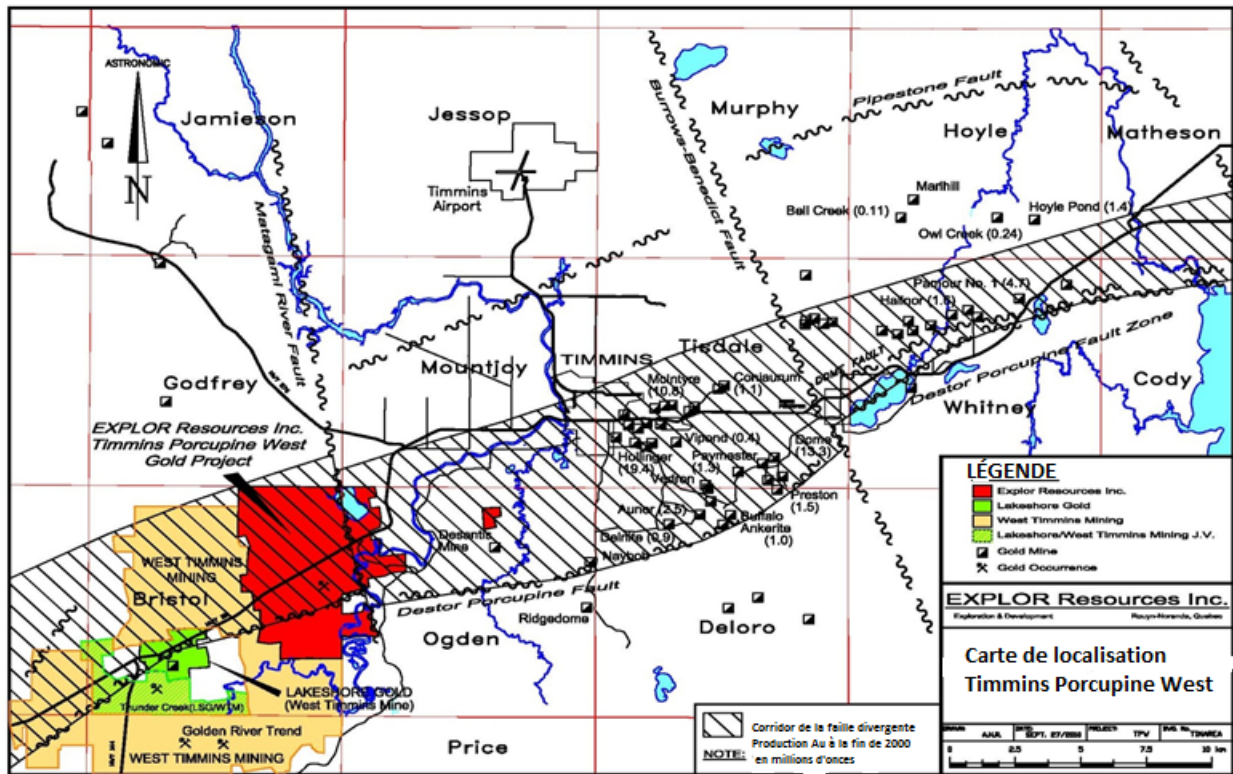 ASTRONOMIC
N
Jamieson
Jessop
Murphy
Hoyle
Matheson
Pipestone Fault
Burrows-Benedict Fault
Matagami River Fault
Timmins
Airport
Marlhill
Bell Creek (0.11)
Hoyle Pond (1.4)
Owl Creek (0.24)
Pamour No. 1 (4.7)
Hallnor (1.6)
DOME FAULT
Destor Porcupine Fault Zone
Godfrey
Mountjoy
TIMMINS
Tisdale
Whitney
Cody
McIntyre
(10.8)
Coniaurum
(1.1)
Vipond (0.4)
Hollinger
(19.4)
Paymaster
(1.3)
Vedron
Dome
(13.3)
Preston
(1.5)
Aunor (2.5)
Buffalo
Ankerite
(1.0)
Delnite (0.9)
Naybob
Desantis
Mine
EXPLOR Resources Inc.
Timmins Porcupine West
Gold Project
WEST TIMMINS
MINING
Bristol
Destor Porcupine Fault
Ogden
Ridgedome
Deloro
LAKESHORE GOLD
(West Timmins Mine)
Thunder Creek(LSG/WTM)
Golden River Trend
WEST TIMMINS MINING
Price
LÉGENDE
Explor Resources Inc.
Lakeshore Gold
West Timmins Mining
Lakeshore/West Timmins Mining J.V.
Gold Mine
Gold Occurrence
EXPLOR Resources Inc.
Exploration & Development Rouyn-Noranda, Quebec
Carte de localisation
Timmins Porcupine West
Corridor de la faille divergente
Production Au à la fin de 2000
NOTE: en millions d'onces
DATE: SEPT. PROJECT: TPV
0 2.5 5 7.5 10 km